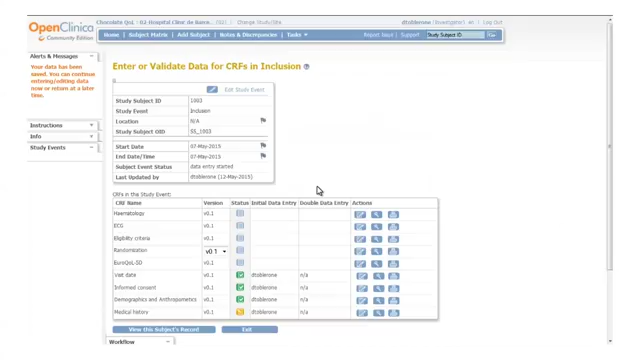 OpenClinica
Community Edition
Chocolate QoL: 02-Hospital Clínic de Barce... (S2) | Change Study/Site
dtoblerone (Investigator) en | Log Out
Home | Subject Matrix | Add Subject | Notes & Discrepancies | Tasks
Report Issue | Support
Study Subject ID
Alerts & Messages
Your data has been saved. You can continue entering/editing data now or return at a later time.
Instructions
Info
Study Events
Enter or Validate Data for CRFs in Inclusion
Edit Study Event
Study Subject ID 1003
Study Event Inclusion
Location N/A
Study Subject OID SS_1003
Start Date 07-May-2015
End Date/Time 07-May-2015
Subject Event Status data entry started
Last Updated by dtoblerone (12-May-2015)
CRFs in the Study Event:
CRF Name Version Status Initial Data Entry Double Data Entry Actions
Haematology v0.1
ECG v0.1
Eligibility criteria v0.1
Randomization v0.1
EuroQoL-5D v0.1
Visit date v0.1 dtoblerone n/a
Informed consent v0.1 dtoblerone n/a
Demographics and Anthropometics v0.1 dtoblerone n/a
Medical history v0.1 dtoblerone n/a
View this Subject's Record Exit
Workflow